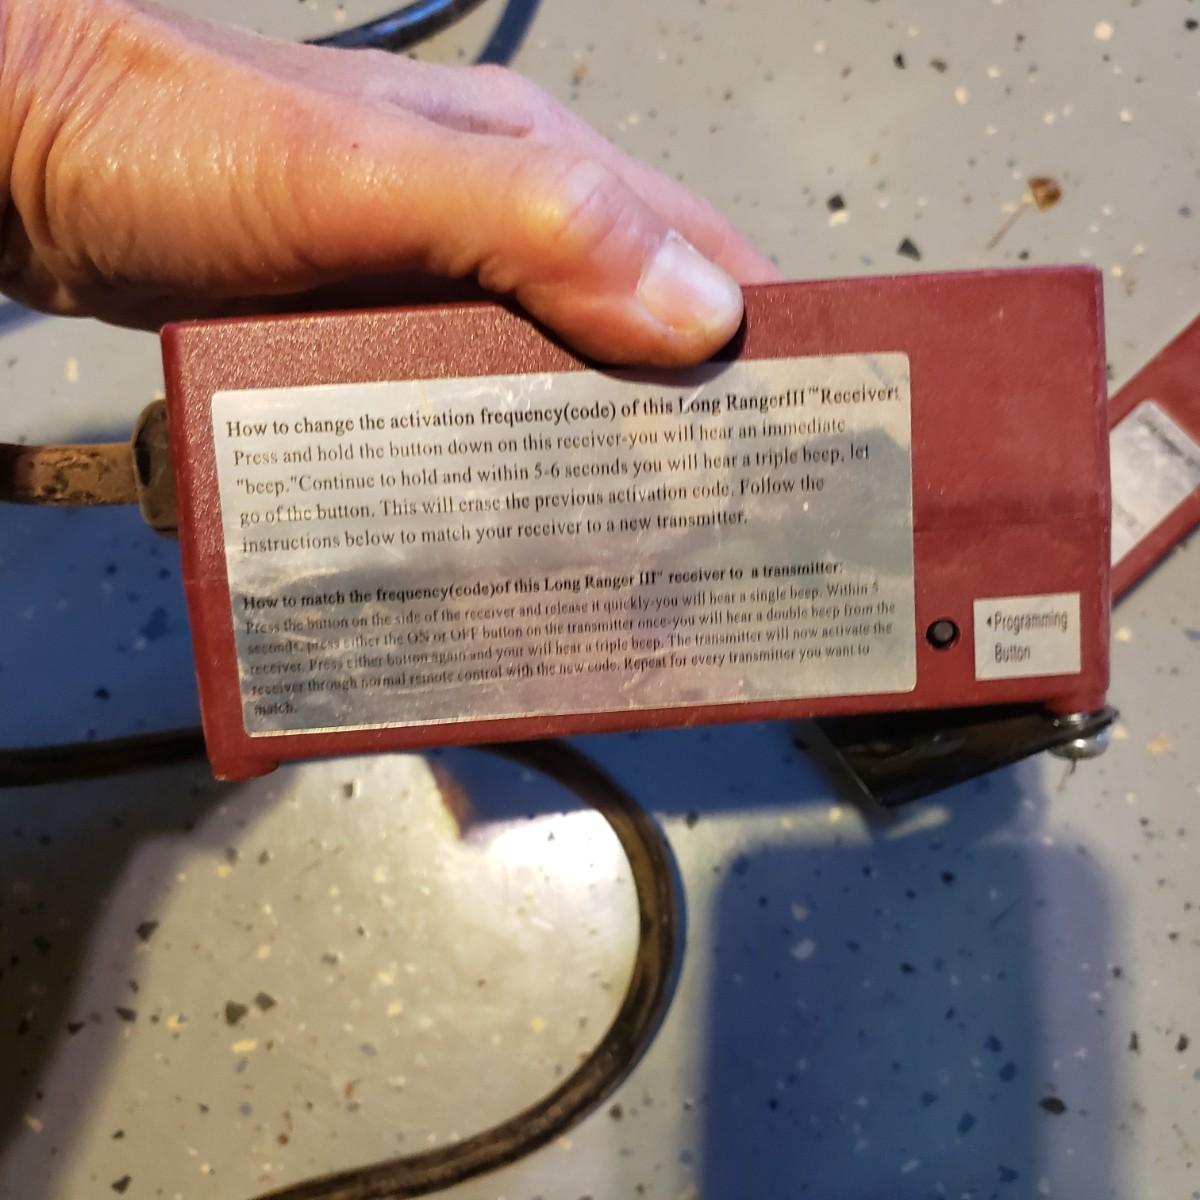 How to change the activation frequency(code) of this Long RangerIII™Receiver:
Press and hold the button down on this receiver-you will hear an immediate
"beep."Continue to hold and within 5-6 seconds you will hear a triple beep, let
go of the button. This will erase the previous activation code. Follow the
instructions below to match your receiver to a new transmitter.
How to match the frequency(code)of this Long Ranger III™ receiver to a transmitter:
Press the button on the side of the receiver and release it quickly-you will hear a single beep. Within 5
seconds, press either the ON or OFF button on the transmitter once-you will hear a double beep from the
receiver. Press either button again and your will hear a triple beep. The transmitter will now activate the
receiver through normal remote control with the new code. Repeat for every transmitter you want to
match.
◄Programming
Button